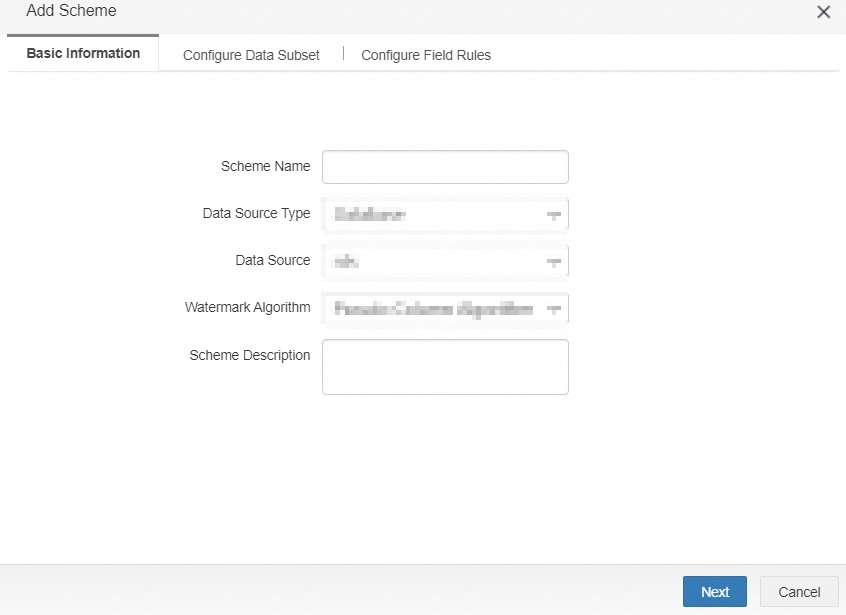 Add Scheme
Basic Information
Configure Data Subset
Configure Field Rules
Scheme Name
Data Source Type
Data Source
Watermark Algorithm
Scheme Description
Next
Cancel